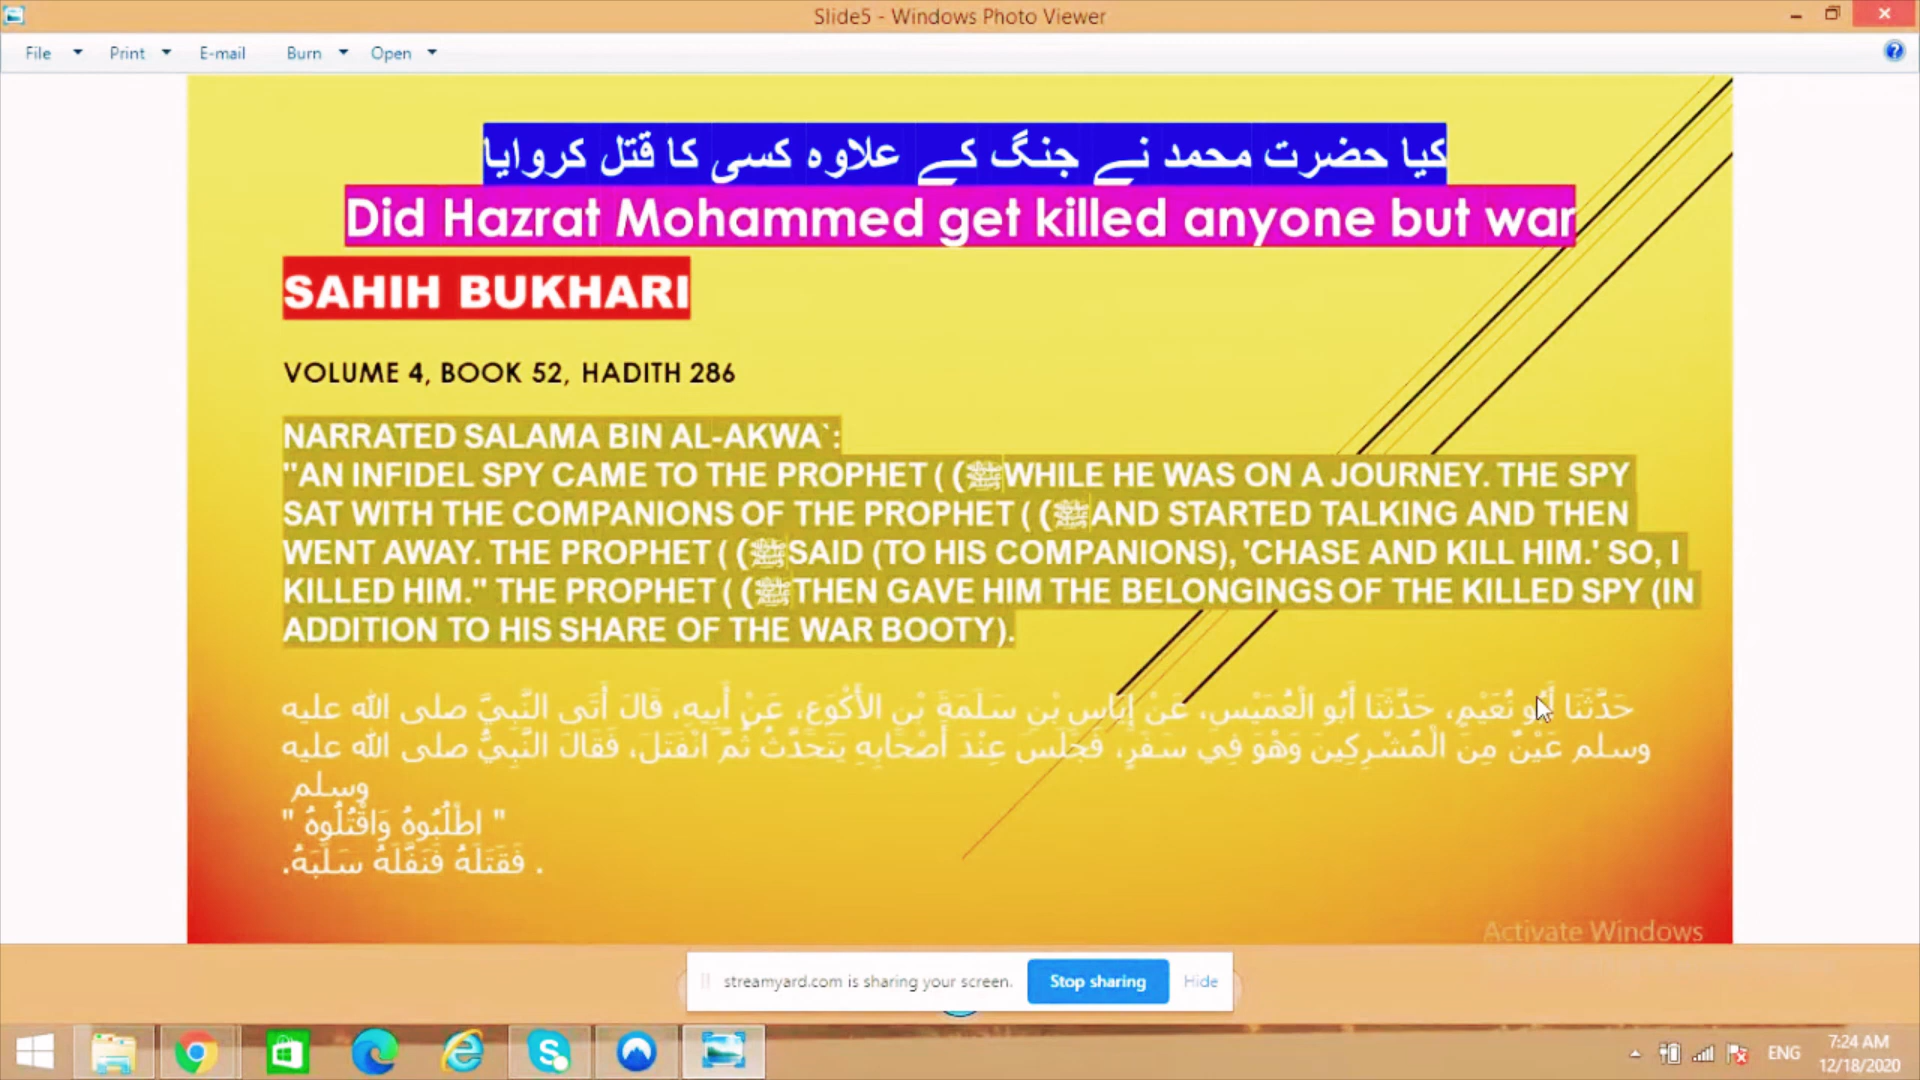 Slide5 - Windows Photo Viewer
File Print E-mail Burn Open
کیا حضرت محمد نے جنگ کے علاوہ کسی کا قتل کروایا
Did Hazrat Mohammed get killed anyone but war
SAHIH BUKHARI
VOLUME 4, BOOK 52, HADITH 286
NARRATED SALAMA BIN AL-AKWA`:
"AN INFIDEL SPY CAME TO THE PROPHET ( (ﷺ WHILE HE WAS ON A JOURNEY. THE SPY
SAT WITH THE COMPANIONS OF THE PROPHET ( (ﷺ AND STARTED TALKING AND THEN
WENT AWAY. THE PROPHET ( (ﷺ SAID (TO HIS COMPANIONS), 'CHASE AND KILL HIM.' SO, I
KILLED HIM." THE PROPHET ( (ﷺ THEN GAVE HIM THE BELONGINGS OF THE KILLED SPY (IN
ADDITION TO HIS SHARE OF THE WAR BOOTY).
حَدَّثَنَا أَبُو نُعَيْمٍ، حَدَّثَنَا أَبُو الْعُمَيْسِ، عَنْ إِيَاسِ بْنِ سَلَمَةَ بْنِ الأَكْوَعِ، عَنْ أَبِيهِ، قَالَ أَتَى النَّبِيَّ صلى الله عليه
وسلم عَيْنٌ مِنَ الْمُشْرِكِينَ وَهْوَ فِي سَفَرٍ، فَجَلَسَ عِنْدَ أَصْحَابِهِ يَتَحَدَّثُ ثُمَّ انْفَتَلَ، فَقَالَ النَّبِيُّ صلى الله عليه
وسلم
" اطْلُبُوهُ وَاقْتُلُوهُ "
. فَقَتَلَهُ فَنَفَّلَهُ سَلَبَهُ.
Activate Windows
streamyard.com is sharing your screen. Stop sharing Hide
ENG
7:24 AM
12/18/2020